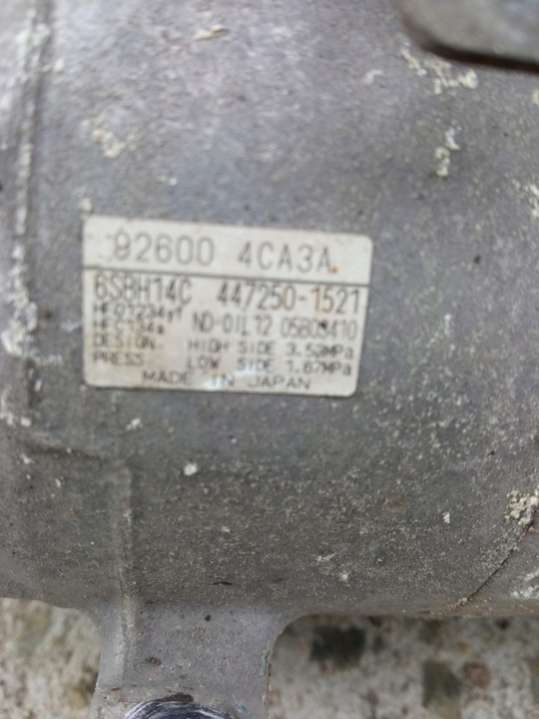 92600 4CA3A
6SBH14C 447250-1521
HFO1234yf
HFC134a ND-OIL12
DESIGN HIGH SIDE 3.53MPa
PRESS. LOW SIDE 1.67MPa
MADE IN JAPAN